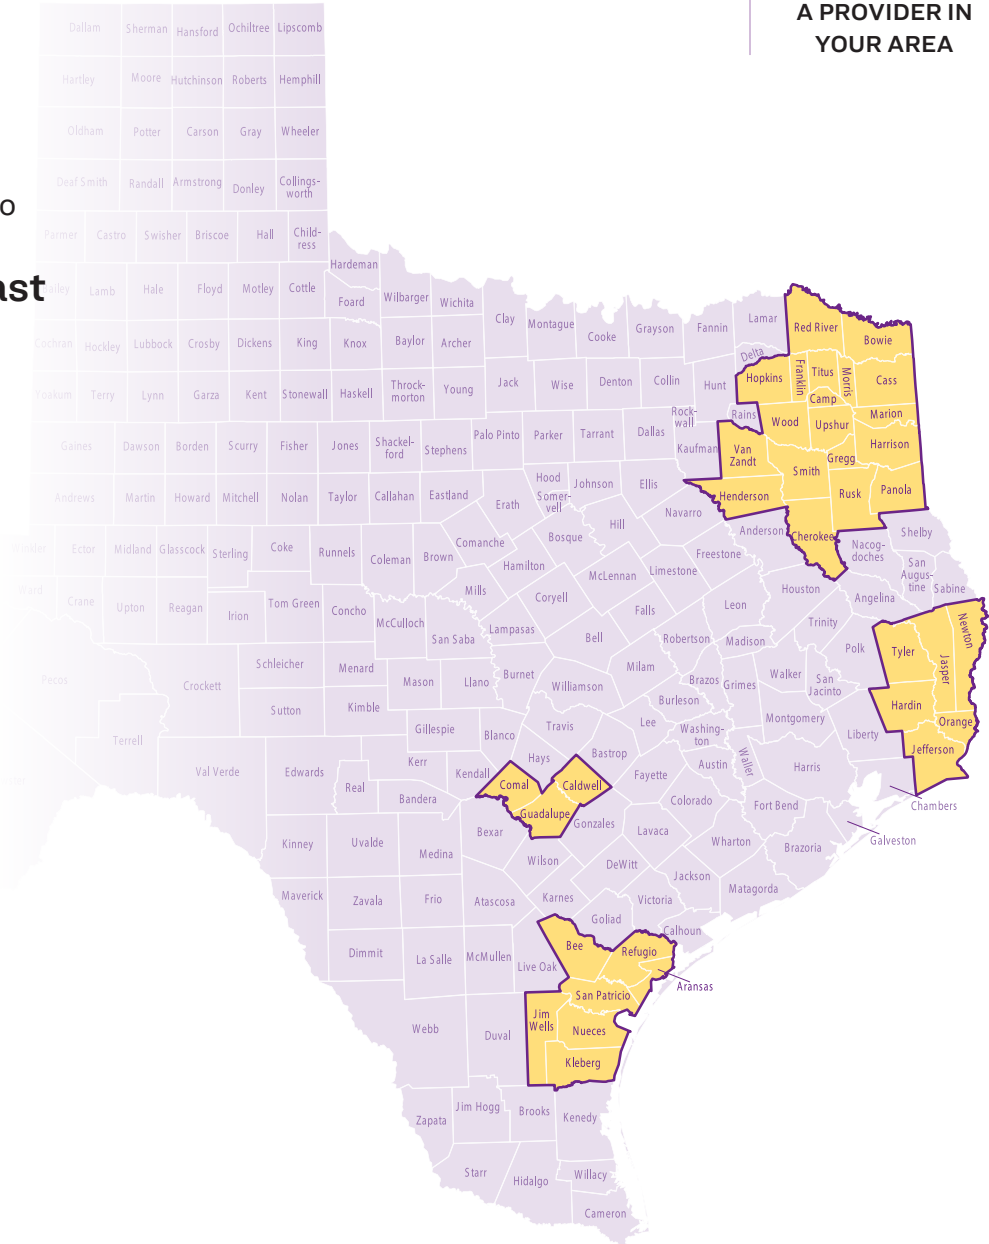 A PROVIDER IN
YOUR AREA
o
ast
Dallam Sherman Hansford Ochiltree Lipscomb
Hartley Moore Hutchinson Roberts Hemphill
Oldham Potter Carson Gray Wheeler
Deaf Smith Randall Armstrong Donley Collings-
worth
Parmer Castro Swisher Briscoe Hall Child-
ress
Hardeman
Lamb Hale Floyd Motley Cottle Foard Wilbarger Wichita
Clay Montague Cooke Grayson Fannin Lamar Red River Bowie
Cochran Hockley Lubbock Crosby Dickens King Knox Baylor Archer
Delta
Hopkins Franklin Titus Morris Cass
Camp
Yoakum Terry Lynn Garza Kent Stonewall Haskell Throck-
morton Young Jack Wise Denton Collin Hunt
Rock-
wall Rains Wood Upshur Marion
Gaines Dawson Borden Scurry Fisher Jones Shackel-
ford Stephens Palo Pinto Parker Tarrant Dallas Kaufman Van
Zandt Smith Gregg Harrison
Andrews Martin Howard Mitchell Nolan Taylor Callahan Eastland Erath Hood
Somer-
vell Johnson Ellis Henderson Rusk Panola
Navarro Anderson Cherokee Nacog-
doches Shelby
Winkler Ector Midland Glasscock Sterling Coke Runnels Coleman Brown Comanche Hamilton Bosque Hill Freestone
San
Augus-
tine Sabine
Ward Crane Upton Reagan Irion Tom Green Concho McCulloch Mills Coryell McLennan Limestone Houston Angelina
San Saba Lampasas Bell Falls Leon Trinity
Robertson Madison Polk Tyler Jasper Newton
Pecos Crockett Schleicher Menard Mason Llano Burnet Williamson Milam Brazos Grimes Walker San
Jacinto
Sutton Kimble Burleson Hardin Orange
Terrell Gillespie Blanco Travis Lee Washing-
ton Montgomery Liberty Jefferson
Val Verde Edwards Real Kerr Kendall Hays Bastrop Austin Waller Harris
Bandera Comal Caldwell Fayette Colorado Fort Bend Chambers
Guadalupe Gonzales Galveston
Kinney Uvalde Medina Bexar Wilson Lavaca Wharton Brazoria
DeWitt Jackson Matagorda
Maverick Zavala Frio Atascosa Karnes Victoria
Goliad Calhoun
Dimmit La Salle McMullen Live Oak Bee Refugio
Aransas
San Patricio
Webb Duval Jim
Wells Nueces
Kleberg
Zapata Jim Hogg Brooks Kenedy
Starr Hidalgo Willacy
Cameron